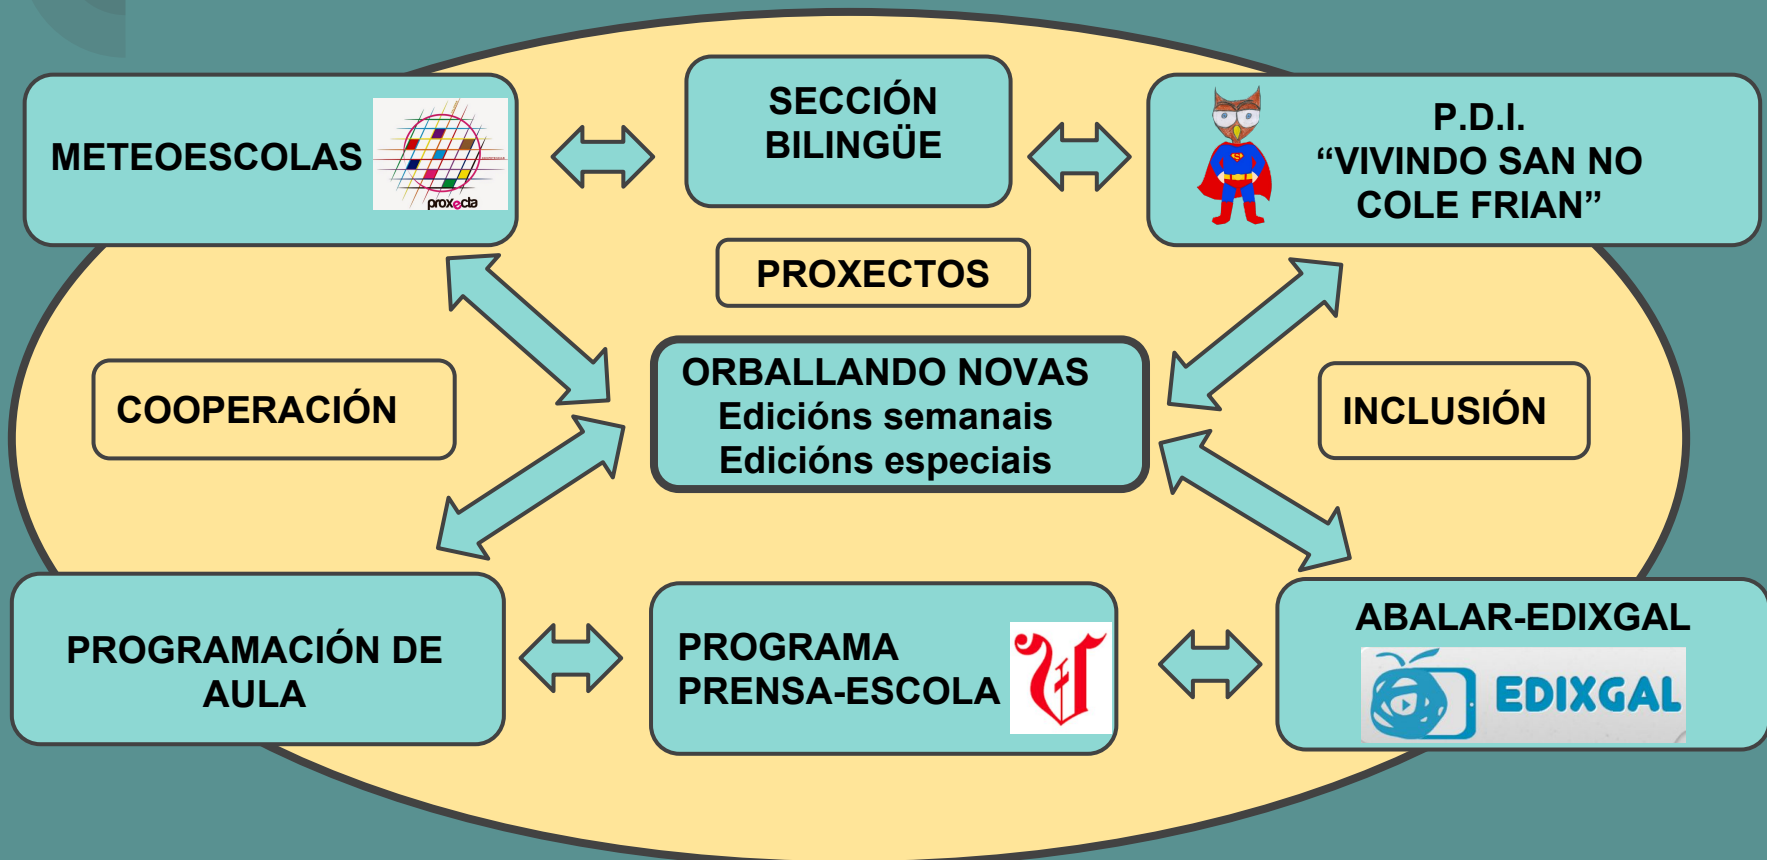 METEOESCOLAS
proxecta
SECCIÓN
BILINGÜE
P.D.I.
“VIVINDO SAN NO
COLE FRIAN”
PROXECTOS
COOPERACIÓN
ORBALLANDO NOVAS
Edicións semanais
Edicións especiais
INCLUSIÓN
PROGRAMACIÓN DE
AULA
PROGRAMA
PRENSA-ESCOLA
ABALAR-EDIXGAL
EDIXGAL